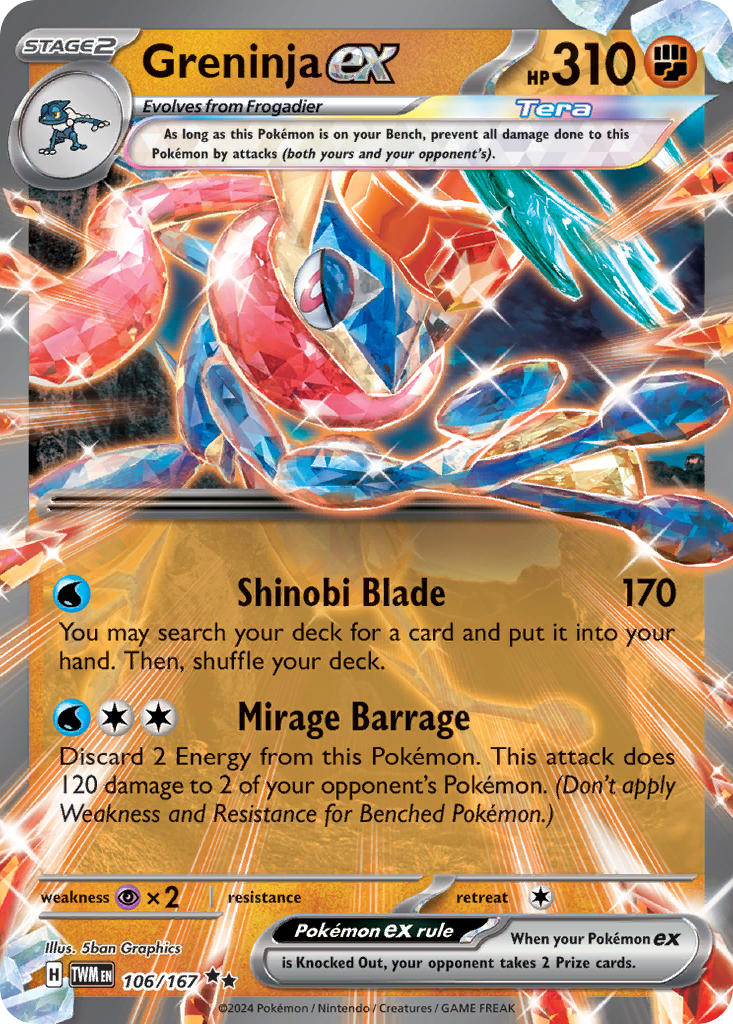 STAGE2
Greninja ex
HP 310
Evolves from Frogadier
Tera
As long as this Pokémon is on your Bench, prevent all damage done to this
Pokémon by attacks (both yours and your opponent's).
Shinobi Blade 170
You may search your deck for a card and put it into your
hand. Then, shuffle your deck.
Mirage Barrage
Discard 2 Energy from this Pokémon. This attack does
120 damage to 2 of your opponent's Pokémon. (Don't apply
Weakness and Resistance for Benched Pokémon.)
weakness ×2 resistance retreat
Illus. 5ban Graphics
Pokémon ex rule
When your Pokémon ex
is Knocked Out, your opponent takes 2 Prize cards.
H TWM EN 106/167
©2024 Pokémon / Nintendo / Creatures / GAME FREAK